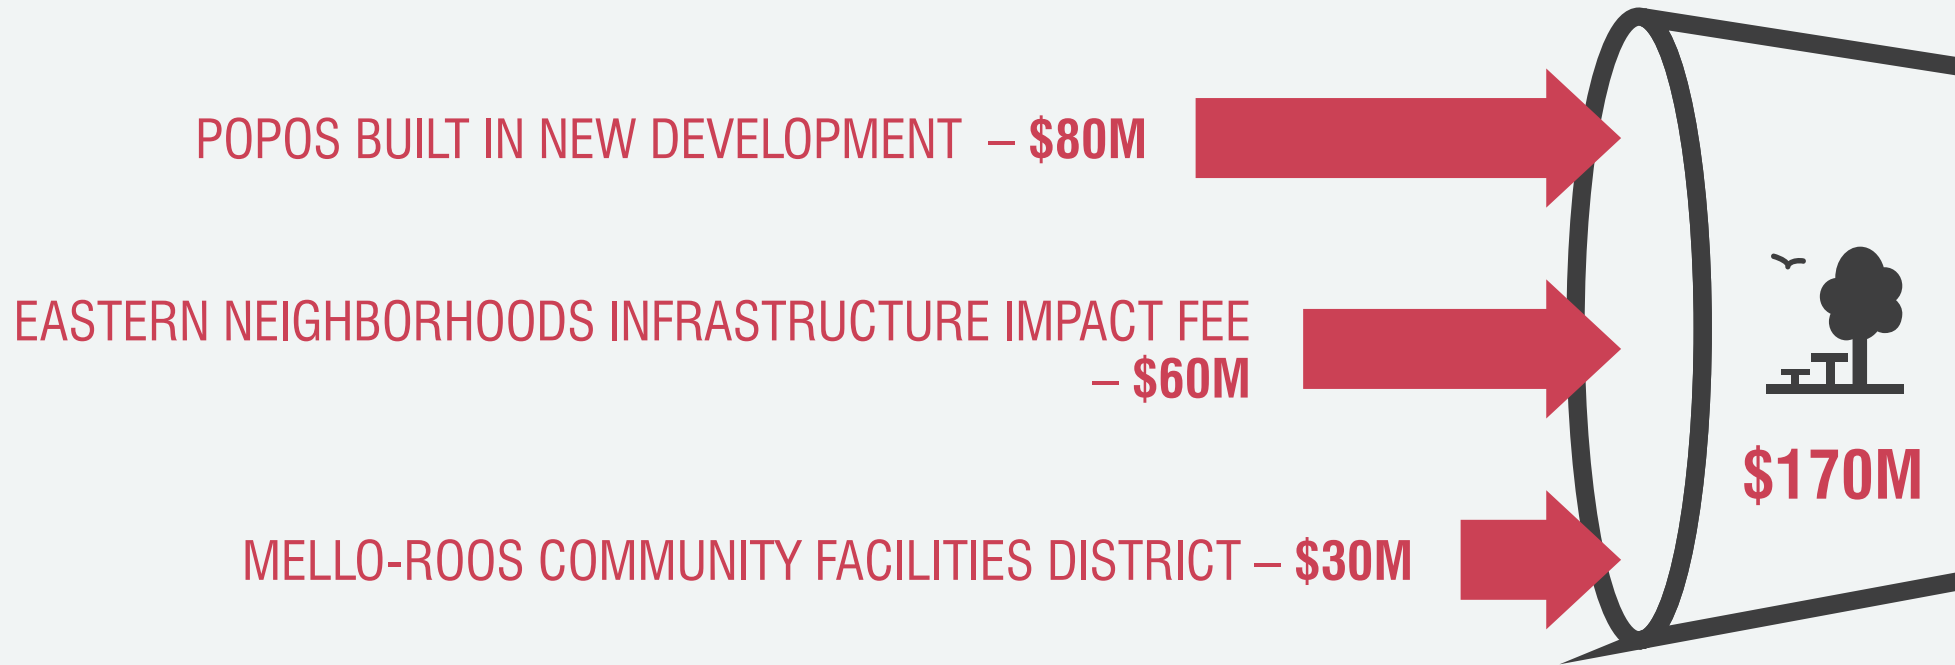 POPOS BUILT IN NEW DEVELOPMENT – $80M
EASTERN NEIGHBORHOODS INFRASTRUCTURE IMPACT FEE
– $60M
$170M
MELLO-ROOS COMMUNITY FACILITIES DISTRICT – $30M